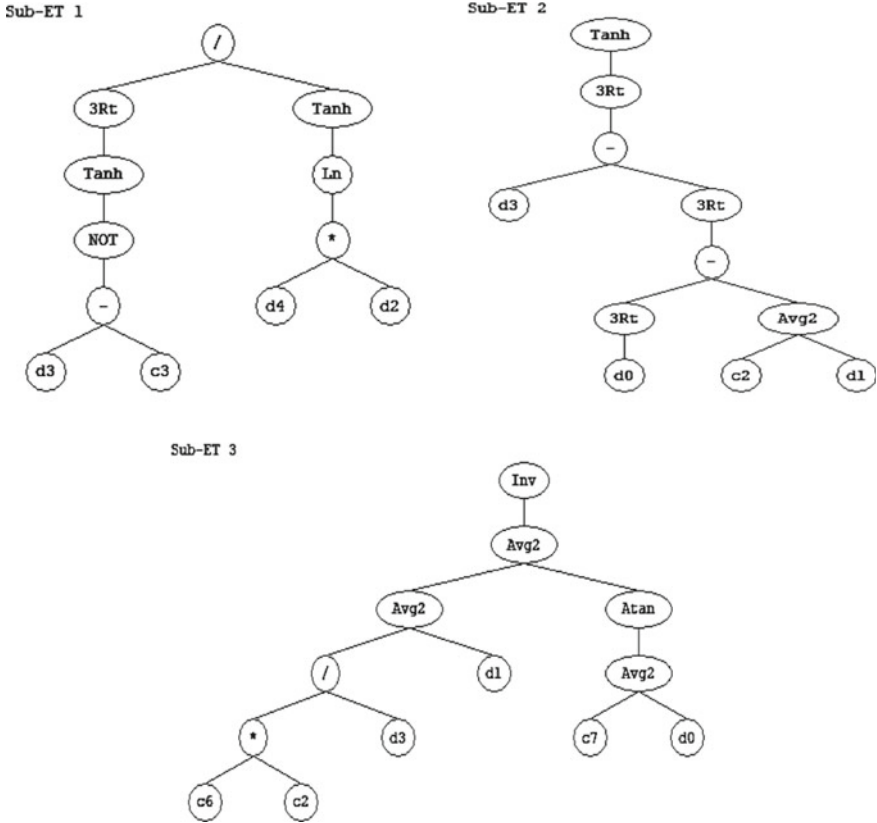 Sub-ET 1
/
3Rt Tanh
Tanh Ln
NOT *
- d4 d2
d3 c3
Sub-ET 2
Tanh
3Rt
-
d3 3Rt
-
3Rt Avg2
d0 c2 d1
Sub-ET 3
Inv
Avg2
Avg2 Atan
/ d1 Avg2
* d3 c7 d0
c6 c2